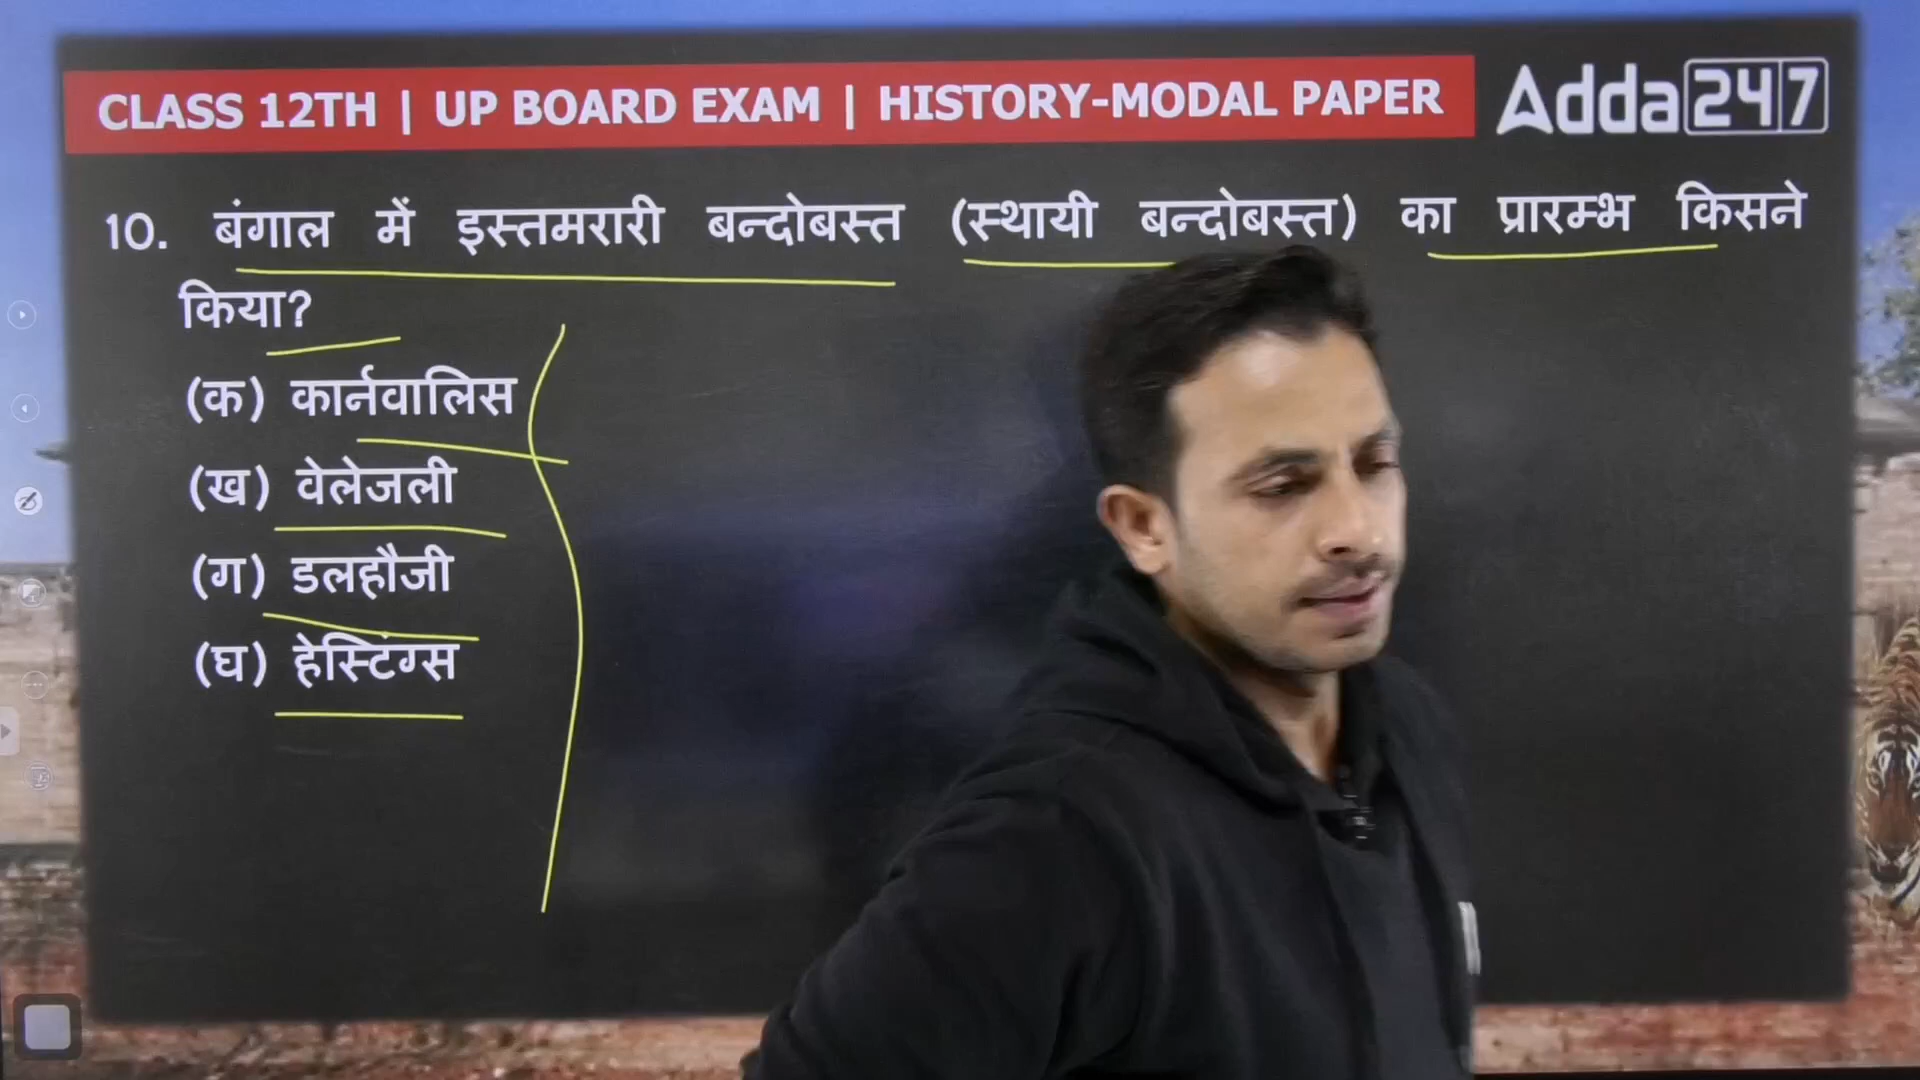 CLASS 12TH | UP BOARD EXAM | HISTORY-MODAL PAPER
Adda247
10. बंगाल में इस्तमरारी बन्दोबस्त (स्थायी बन्दोबस्त) का प्रारम्भ किसने
किया?
(क) कार्नवालिस
(ख) वेलेजली
(ग) डलहौजी
(घ) हेस्टिंग्स